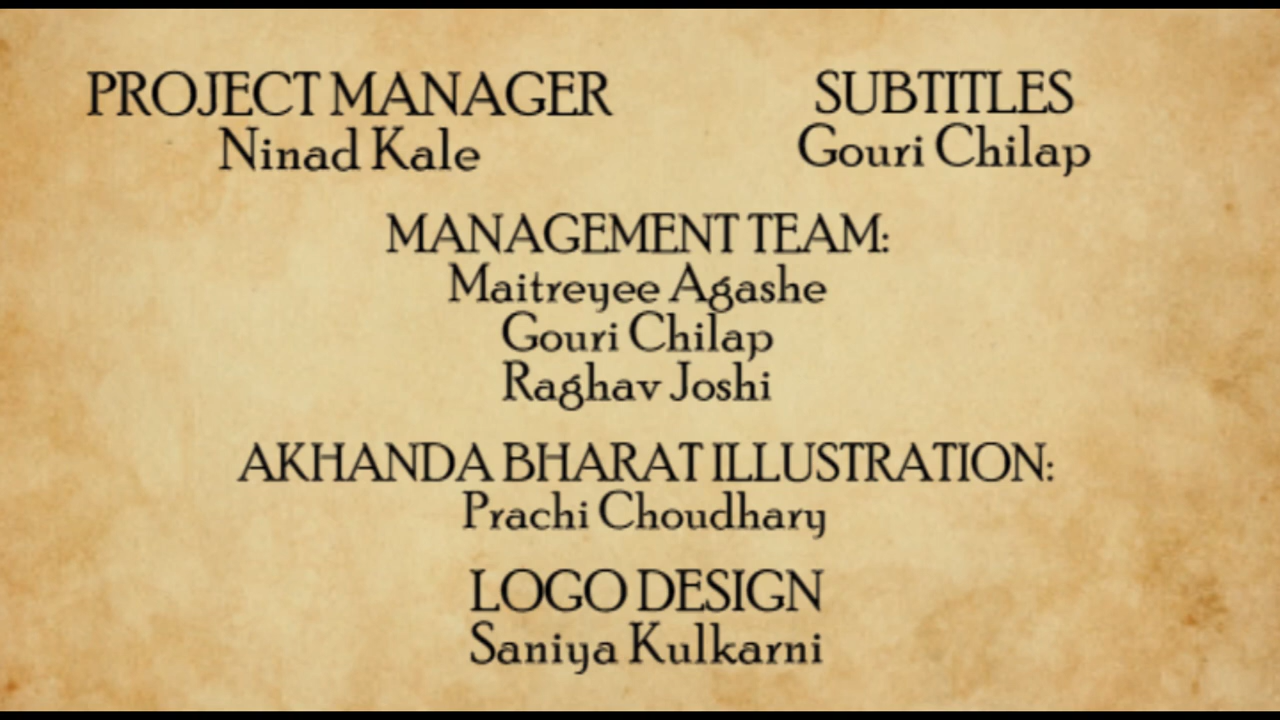 PROJECT MANAGER
Ninad Kale
SUBTITLES
Gouri Chilap
MANAGEMENT TEAM:
Maitreyee Agashe
Gouri Chilap
Raghav Joshi
AKHANDA BHARAT ILLUSTRATION:
Prachi Choudhary
LOGO DESIGN
Saniya Kulkarni